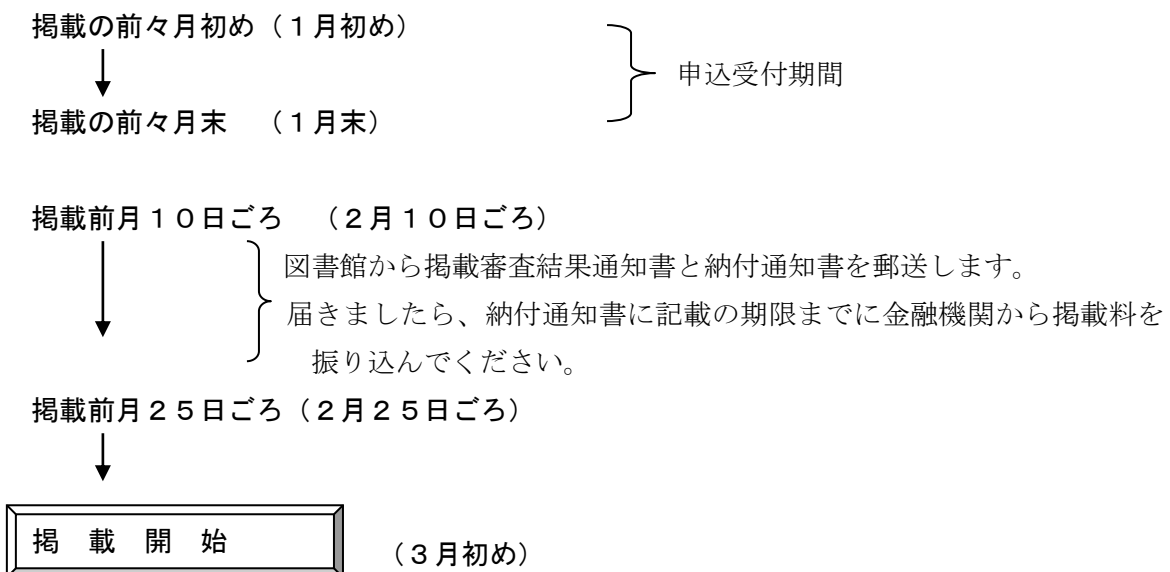 掲載の前々月初め（１月初め）
申込受付期間
掲載の前々月末　（１月末）
掲載前月１０日ごろ　（２月１０日ごろ）
図書館から掲載審査結果通知書と納付通知書を郵送します。
届きましたら、納付通知書に記載の期限までに金融機関から掲載料を
振り込んでください。
掲載前月２５日ごろ（２月２５日ごろ）
掲　載　開　始
（３月初め）